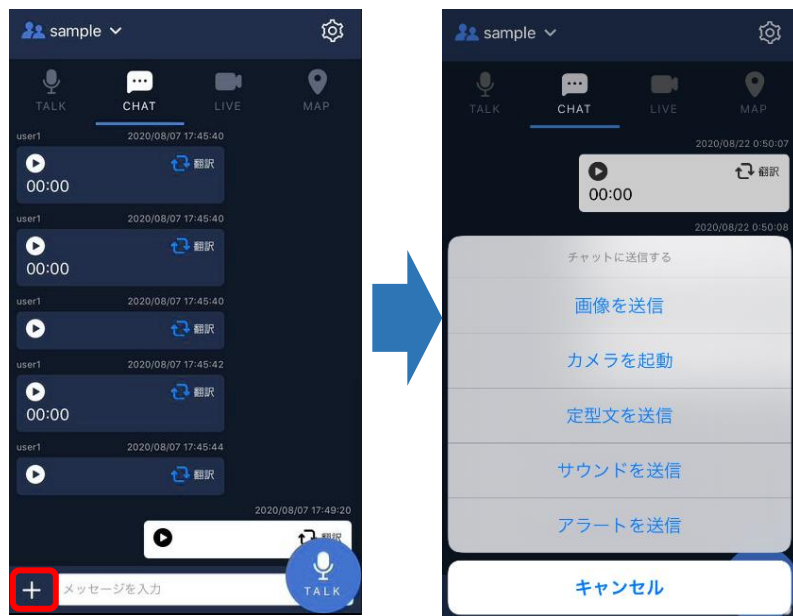 sample
TALK CHAT LIVE MAP
user1 2020/08/07 17:45:40
翻訳
00:00
user1 2020/08/07 17:45:40
翻訳
00:00
user1 2020/08/07 17:45:40
翻訳
user1 2020/08/07 17:45:42
翻訳
00:00
user1 2020/08/07 17:45:44
翻訳
2020/08/07 17:49:20
翻訳
メッセージを入力
TALK
sample
TALK CHAT LIVE MAP
2020/08/22 0:50:07
翻訳
00:00
2020/08/22 0:50:08
チャットに送信する
画像を送信
カメラを起動
定型文を送信
サウンドを送信
アラートを送信
キャンセル